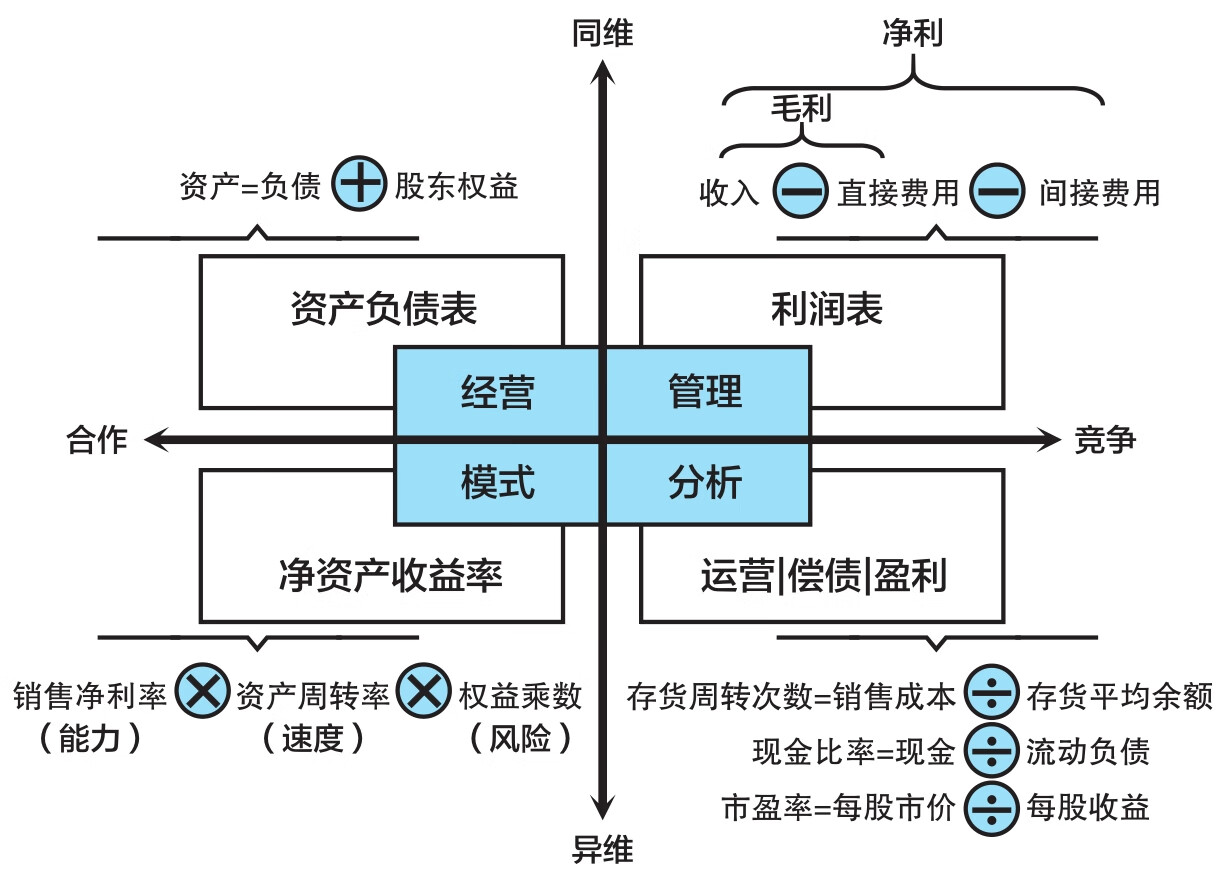 同维
净利
毛利
资产=负债+股东权益
收入−直接费用−间接费用
资产负债表
利润表
经营
管理
合作
竞争
模式
分析
净资产收益率
运营|偿债|盈利
销售净利率×资产周转率×权益乘数
（能力）
（速度）
（风险）
存货周转次数=销售成本÷存货平均余额
现金比率=现金÷流动负债
市盈率=每股市价÷每股收益
异维